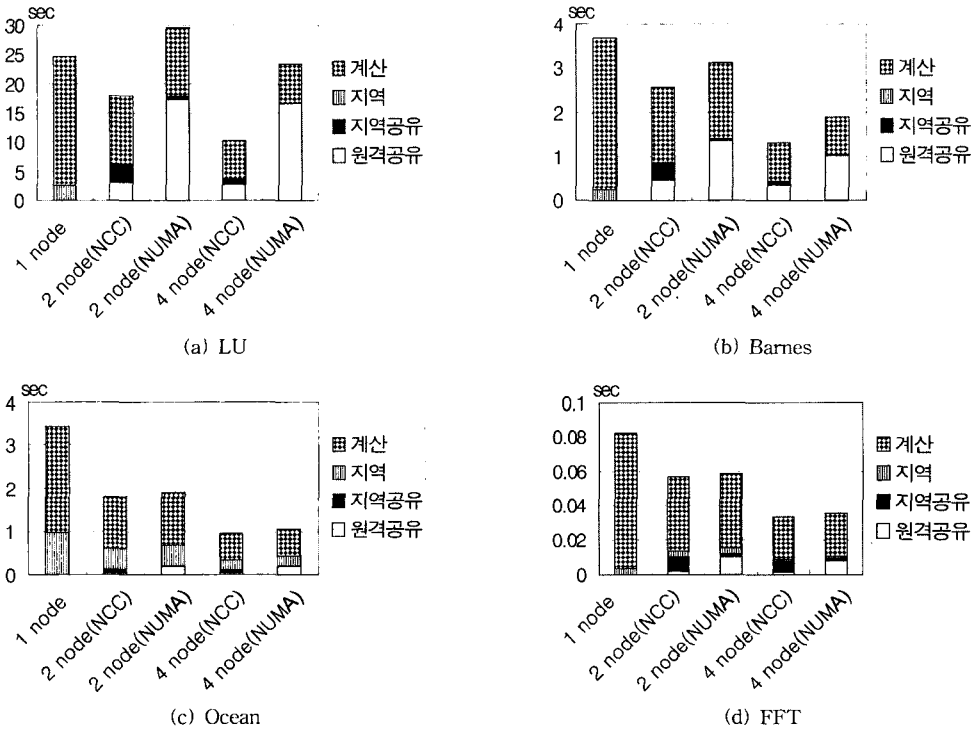 sec
30
25
20
15
10
5
0
1 node
2 node(NCC)
2 node(NUMA)
4 node(NCC)
4 node(NUMA)
계산
지역
지역공유
원격공유
(a) LU
sec
4
3
2
1
0
1 node
2 node(NCC)
2 node(NUMA)
4 node(NCC)
4 node(NUMA)
계산
지역
지역공유
원격공유
(b) Barnes
sec
4
3
2
1
0
1 node
2 node(NCC)
2 node(NUMA)
4 node(NCC)
4 node(NUMA)
계산
지역
지역공유
원격공유
(c) Ocean
sec
0.1
0.08
0.06
0.04
0.02
0
1 node
2 node(NCC)
2 node(NUMA)
4 node(NCC)
4 node(NUMA)
계산
지역
지역공유
원격공유
(d) FFT